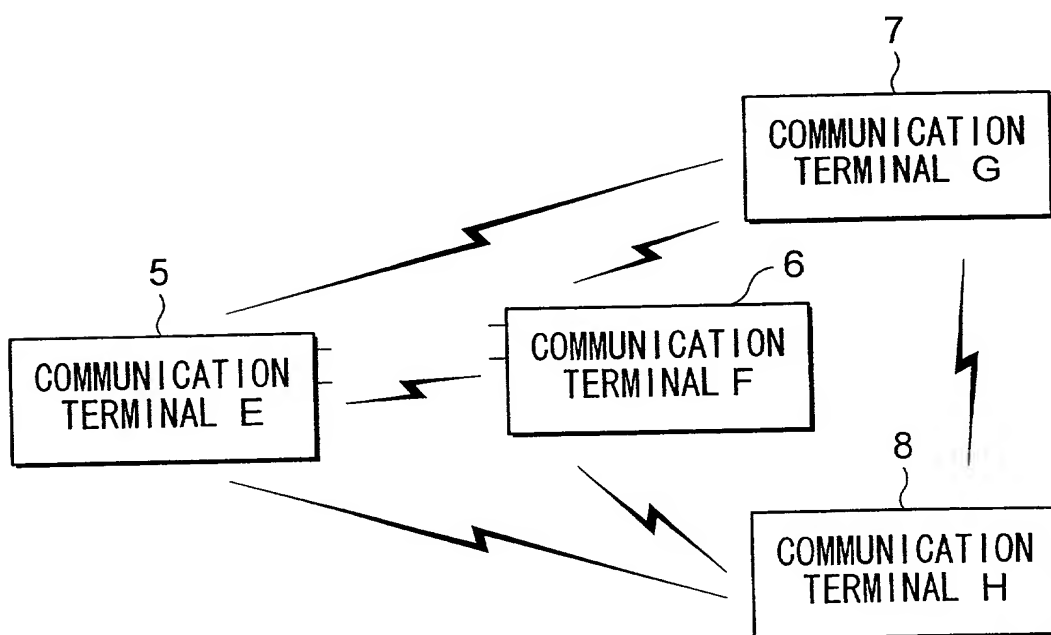 7
COMMUNICATION
TERMINAL G
5
6
COMMUNICATION
TERMINAL E
COMMUNICATION
TERMINAL F
8
COMMUNICATION
TERMINAL H